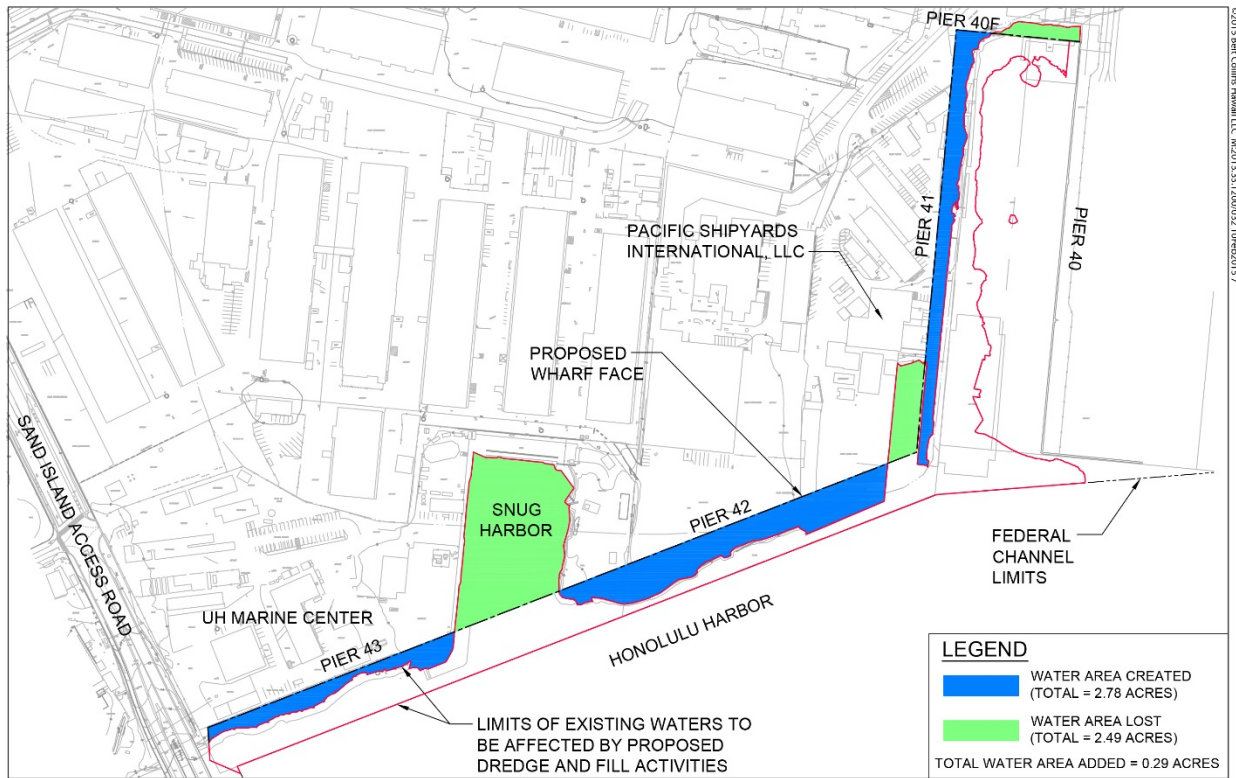 PIER 40F
PIER 41
PIER 40
PACIFIC SHIPYARDS
INTERNATIONAL, LLC
PROPOSED
WHARF FACE
SAND ISLAND ACCESS ROAD
SNUG
HARBOR
PIER 42
FEDERAL
CHANNEL
LIMITS
UH MARINE CENTER
PIER 43
HONOLULU HARBOR
LIMITS OF EXISTING WATERS TO
BE AFFECTED BY PROPOSED
DREDGE AND FILL ACTIVITIES
LEGEND
WATER AREA CREATED
(TOTAL = 2.78 ACRES)
WATER AREA LOST
(TOTAL = 2.49 ACRES)
TOTAL WATER AREA ADDED = 0.29 ACRES